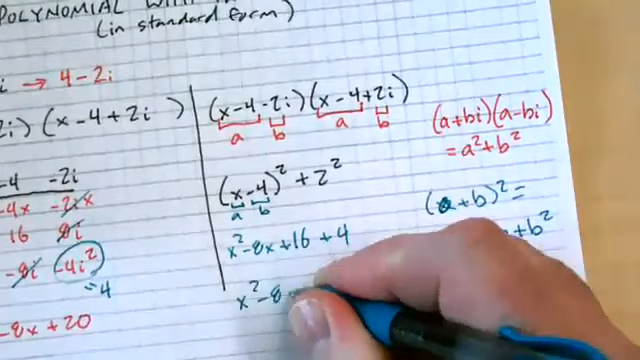 POLYNOMIAL
(in standard form)
i → 4-2i
2i) (x-4+2i)
-4 -2i
-4x -2ix
16 8i
-8i -4i²
=4
-8x+20
(x-4-2i)(x-4+2i)
a b a b
(x-4)² + 2²
a b
x²-8x+16+4
x²-8
(a+bi)(a-bi)
= a²+b²
(a+b)² =
+b²